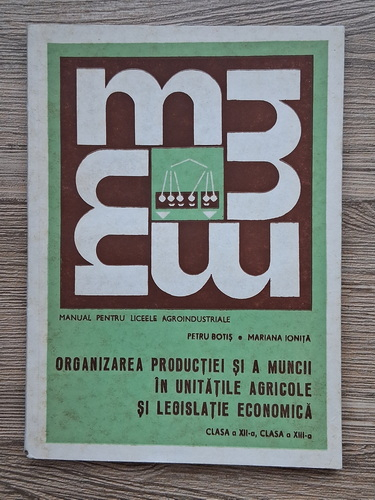 m
m
m
m
MANUAL PENTRU LICEELE AGROINDUSTRIALE
PETRU BOTIȘ • MARIANA IONIȚĂ
ORGANIZAREA PRODUCȚIEI ȘI A MUNCII
ÎN UNITĂȚILE AGRICOLE
ȘI LEGISLAȚIE ECONOMICĂ
CLASA a XII-a, CLASA a XIII-a